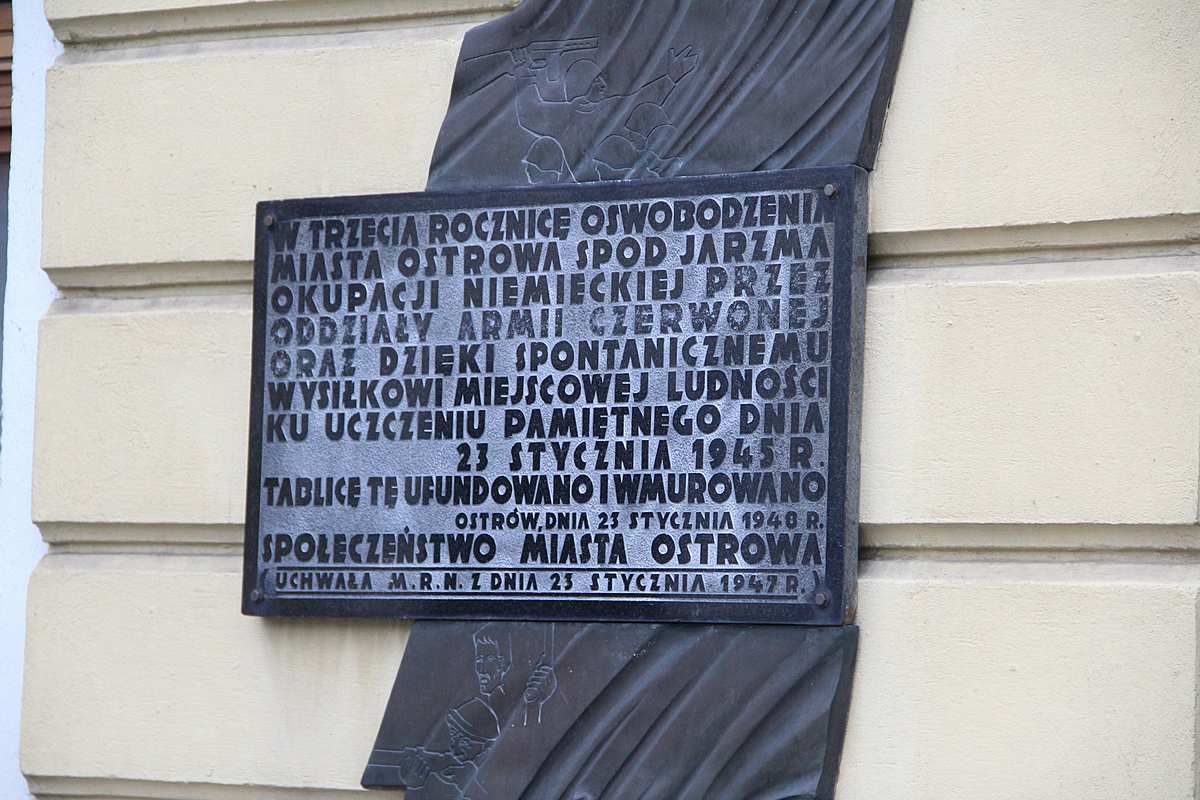 W TRZECIĄ ROCZNICĘ OSWOBODZENIA
MIASTA OSTROWA SPOD JARZMA
OKUPACJI NIEMIECKIEJ PRZEZ
ODDZIAŁY ARMII CZERWONEJ
ORAZ DZIĘKI SPONTANICZNEMU
WYSIŁKOWI MIEJSCOWEJ LUDNOŚCI
KU UCZCZENIU PAMIĘTNEGO DNIA
23 STYCZNIA 1945 R.
TABLICĘ TĘ UFUNDOWANO I WMUROWANO
OSTRÓW, DNIA 23 STYCZNIA 1948 R.
SPOŁECZEŃSTWO MIASTA OSTROWA
(UCHWAŁA M.R.N. Z DNIA 23 STYCZNIA 1947 R.)